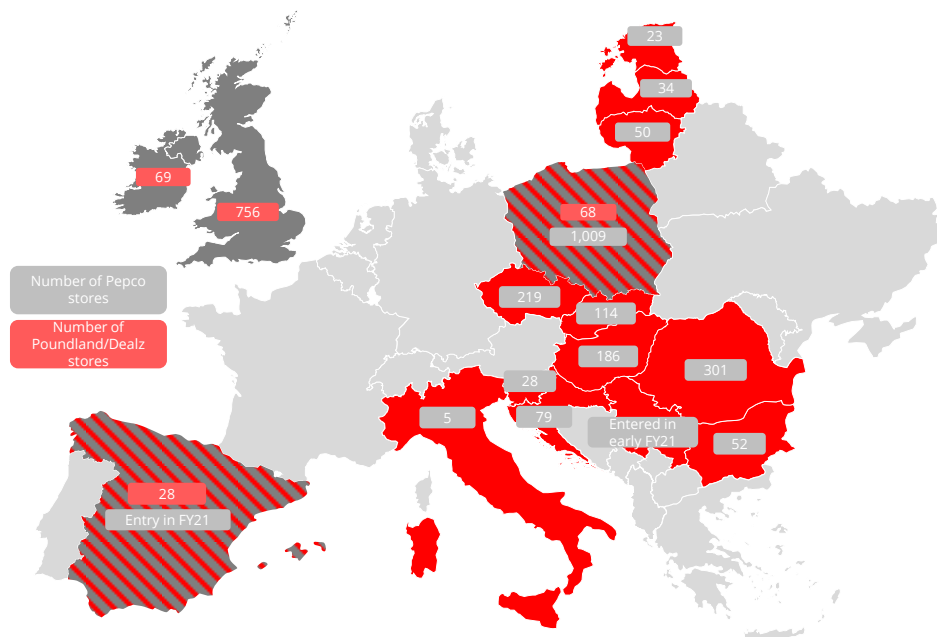 23
34
50
69
756
68
1,009
Number of Pepco
stores
219
114
Number of
Poundland/Dealz
stores
186
301
28
5
79
Entered in
early FY21
52
28
Entry in FY21